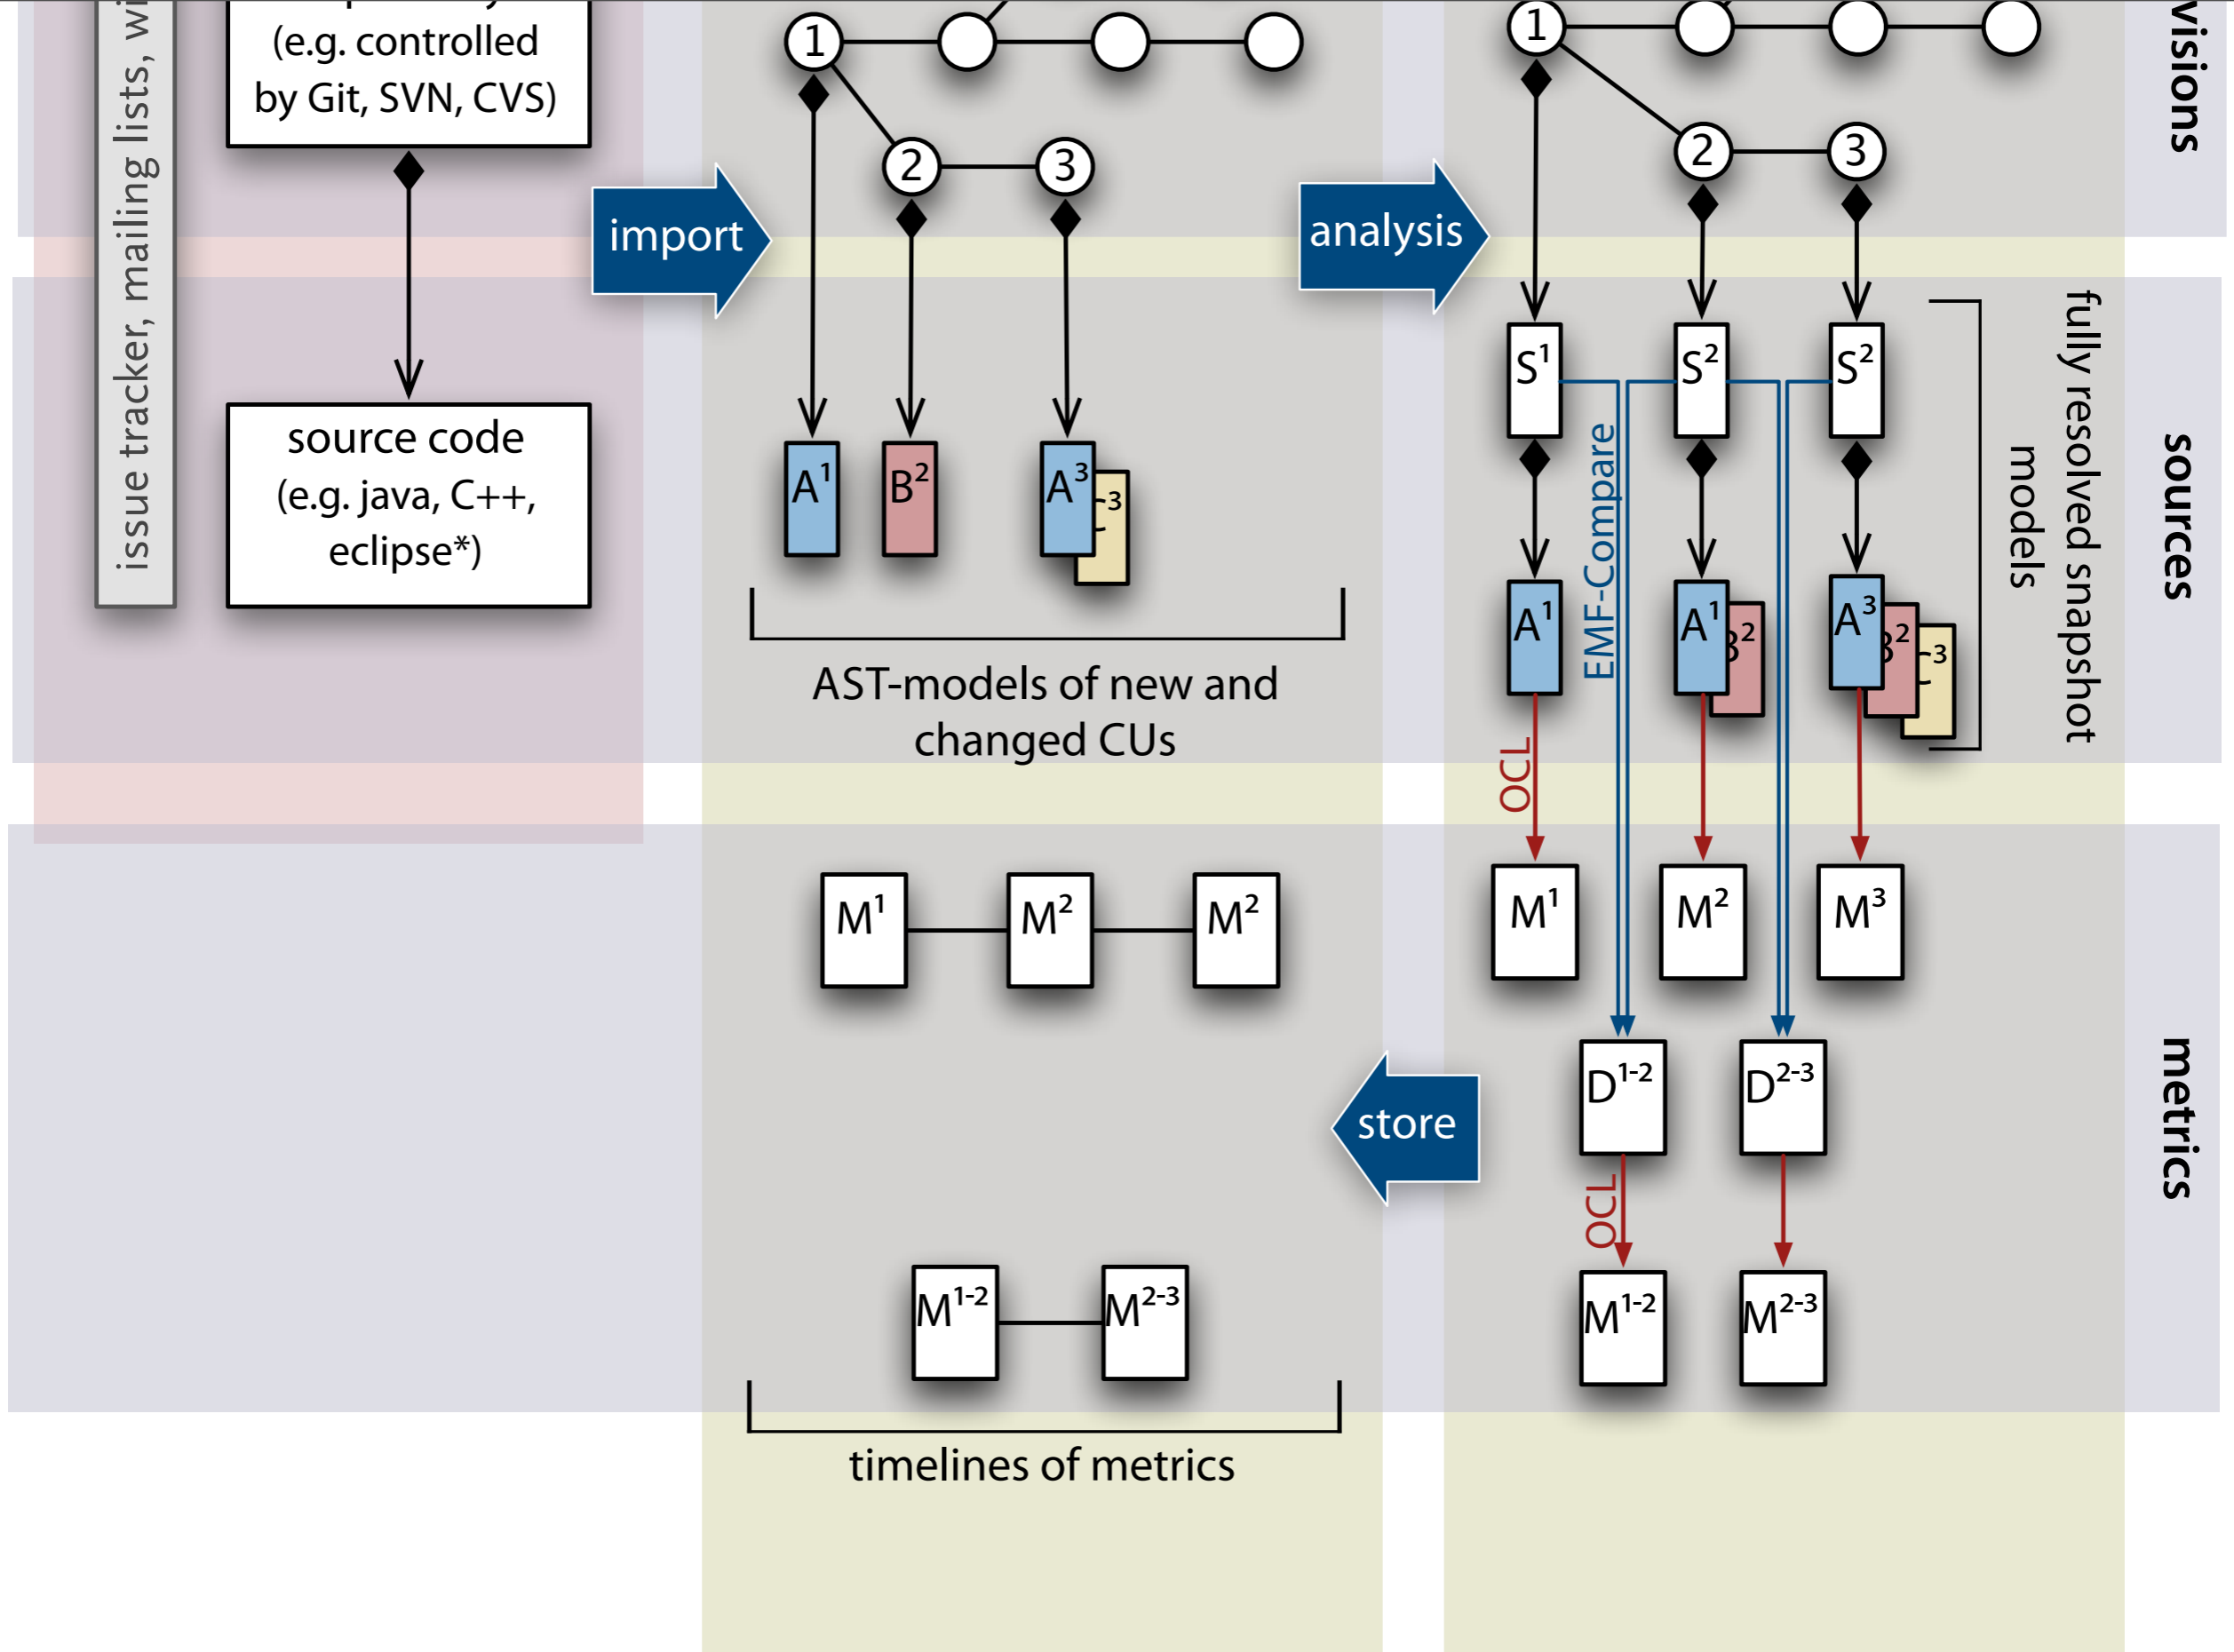 issue tracker, mailing lists,
(e.g. controlled
by Git, SVN, CVS)
source code
(e.g. java, C++,
eclipse*)
import
1
2
3
A¹
B²
A³
AST-models of new and
changed CUs
M¹
M²
M²
M¹⁻²
M²⁻³
timelines of metrics
analysis
store
1
2
3
S¹
S²
S²
EMF-Compare
A¹
A¹
A³
OCL
M¹
M²
M³
D¹⁻²
D²⁻³
OCL
M¹⁻²
M²⁻³
fully resolved snapshot
models
sources
metrics